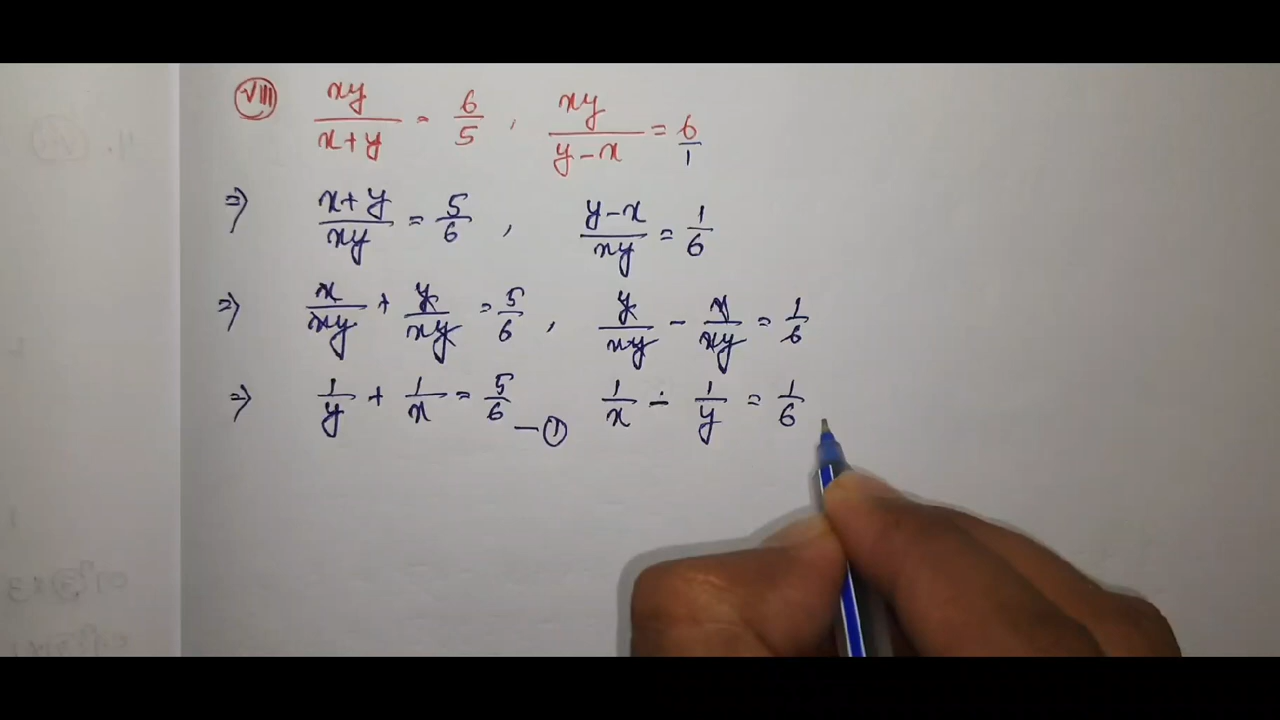 (VIII) xy/(x+y) = 6/5 , xy/(y-x) = 6/1
⇒ (x+y)/xy = 5/6 , (y-x)/xy = 1/6
⇒ x/xy + y/xy = 5/6 , y/xy - x/xy = 1/6
⇒ 1/y + 1/x = 5/6 —① 1/x - 1/y = 1/6